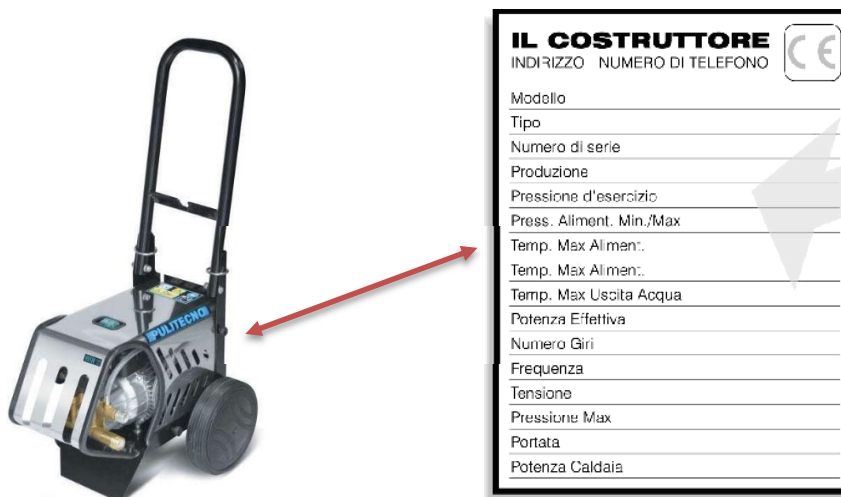 PULITECNO
IL COSTRUTTORE
INDIRIZZO NUMERO DI TELEFONO
CE
Modello
Tipo
Numero di serie
Produzione
Pressione d'esercizio
Press. Aliment. Min./Max
Temp. Max Aliment.
Temp. Max Aliment.
Temp. Max Uscita Acqua
Potenza Effettiva
Numero Giri
Frequenza
Tensione
Pressione Max
Portata
Potenza Caldaia